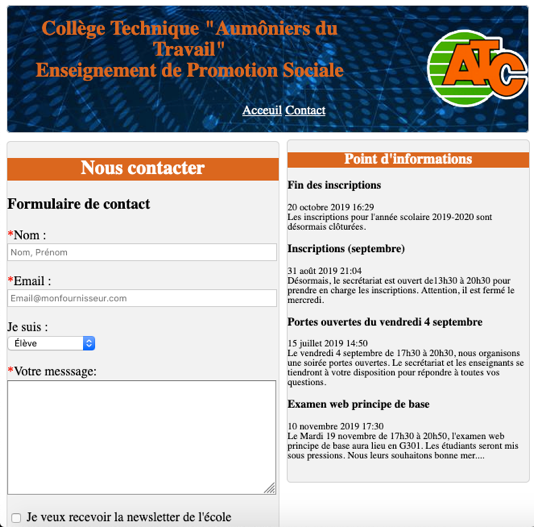 Collège Technique "Aumôniers du
Travail"
Enseignement de Promotion Sociale
ATC
Acceuil Contact
Nous contacter
Formulaire de contact
*Nom :
Nom, Prénom
*Email :
Email@monfournisseur.com
Je suis :
Élève
*Votre messsage:
Je veux recevoir la newsletter de l'école
Point d'informations
Fin des inscriptions
20 octobre 2019 16:29
Les inscriptions pour l'année scolaire 2019-2020 sont
désormais clôturées.
Inscriptions (septembre)
31 août 2019 21:04
Désormais, le secrétariat est ouvert de13h30 à 20h30 pour
prendre en charge les inscriptions. Attention, il est fermé le
mercredi.
Portes ouvertes du vendredi 4 septembre
15 juillet 2019 14:50
Le vendredi 4 septembre de 17h30 à 20h30, nous organisons
une soirée portes ouvertes. Le secrétariat et les enseignants se
tiendront à votre disposition pour répondre à toutes vos
questions.
Examen web principe de base
10 novembre 2019 17:30
Le Mardi 19 novembre de 17h30 à 20h50, l'examen web
principe de base aura lieu en G301. Les étudiants seront mis
sous pressions. Nous leurs souhaitons bonne mer....